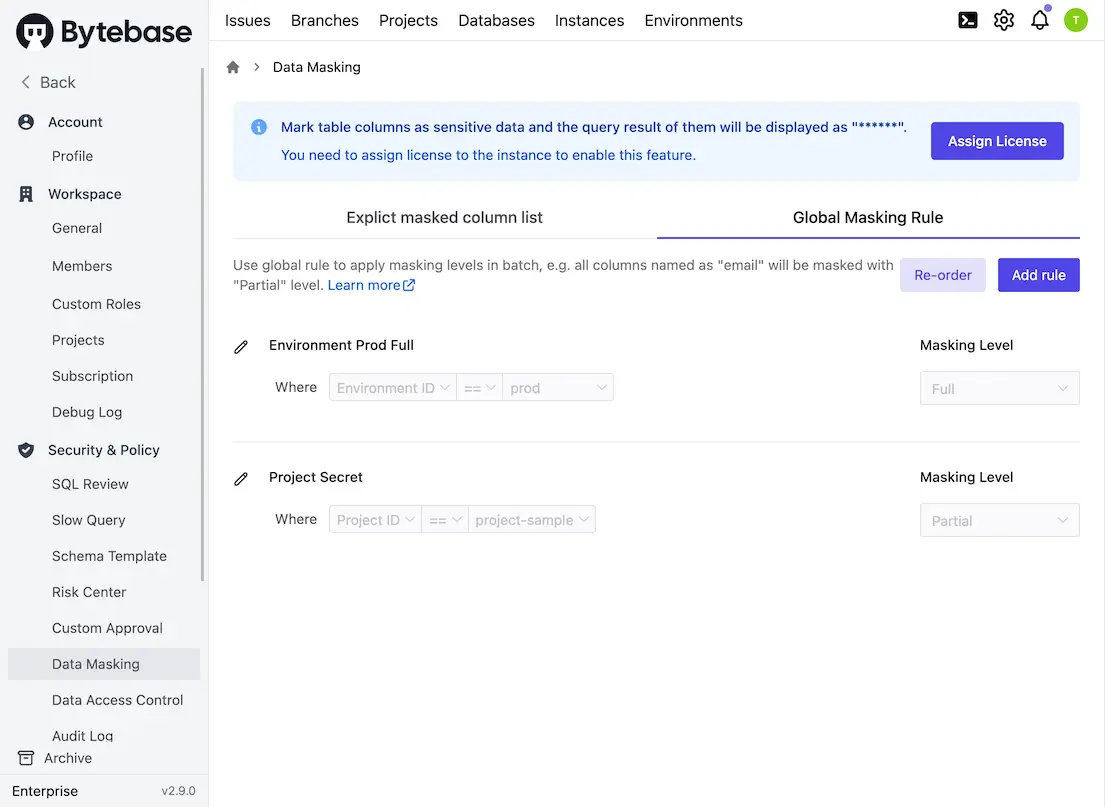 Bytebase
Issues Branches Projects Databases Instances Environments
T
Back
Account
Profile
Workspace
General
Members
Custom Roles
Projects
Subscription
Debug Log
Security & Policy
SQL Review
Slow Query
Schema Template
Risk Center
Custom Approval
Data Masking
Data Access Control
Audit Log
Archive
Enterprise v2.9.0
Data Masking
Mark table columns as sensitive data and the query result of them will be displayed as "******".
You need to assign license to the instance to enable this feature.
Assign License
Explict masked column list Global Masking Rule
Use global rule to apply masking levels in batch, e.g. all columns named as "email" will be masked with
"Partial" level. Learn more
Re-order Add rule
Environment Prod Full Masking Level
Where Environment ID == prod Full
Project Secret Masking Level
Where Project ID == project-sample Partial